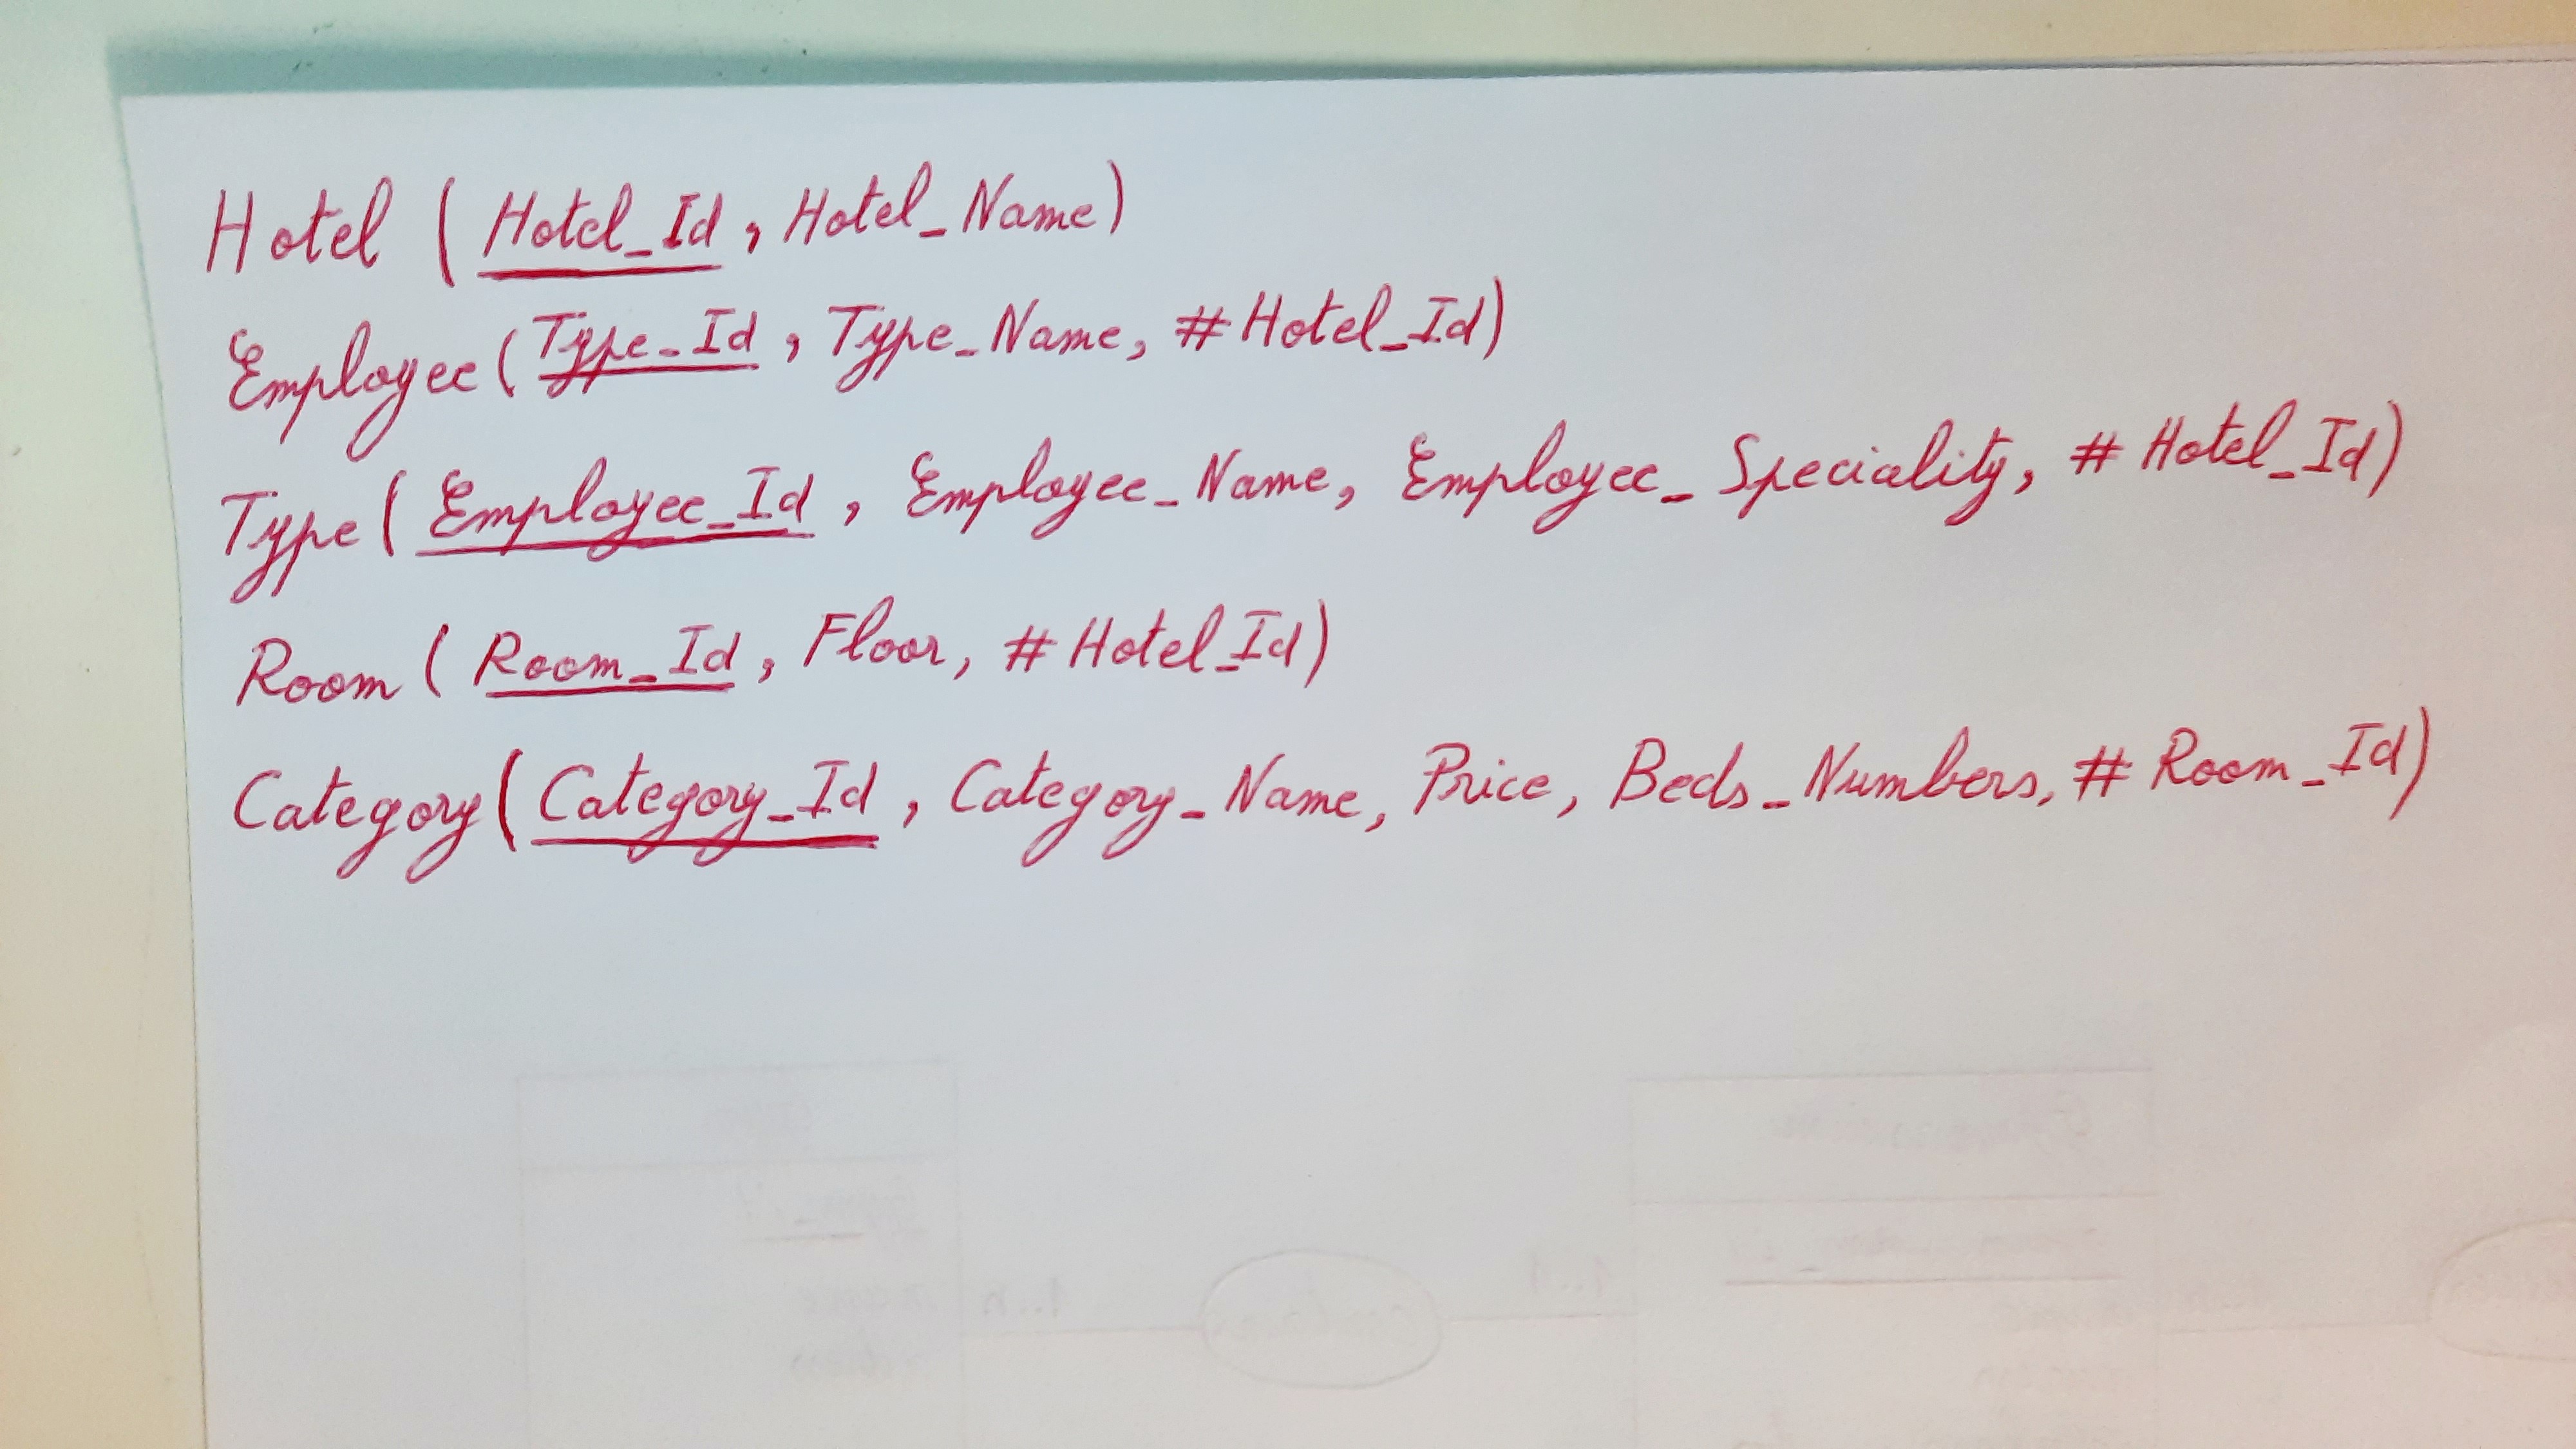 Hotel (Hotel_Id, Hotel_Name)
Employee (Type_Id, Type_Name, #Hotel_Id)
Type (Employee_Id, Employee_Name, Employee_Speciality, #Hotel_Id)
Room (Room_Id, Floor, #Hotel_Id)
Category (Category_Id, Category_Name, Price, Beds_Numbers, #Room_Id)